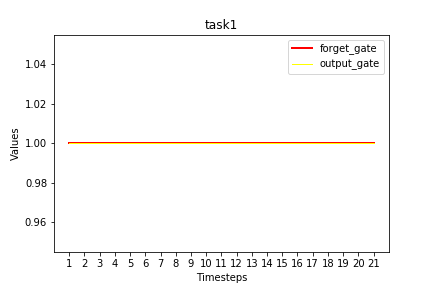 task1
forget_gate
output_gate
1.04
1.02
1.00
0.98
0.96
Values
1 2 3 4 5 6 7 8 9 10 11 12 13 14 15 16 17 18 19 20 21
Timesteps